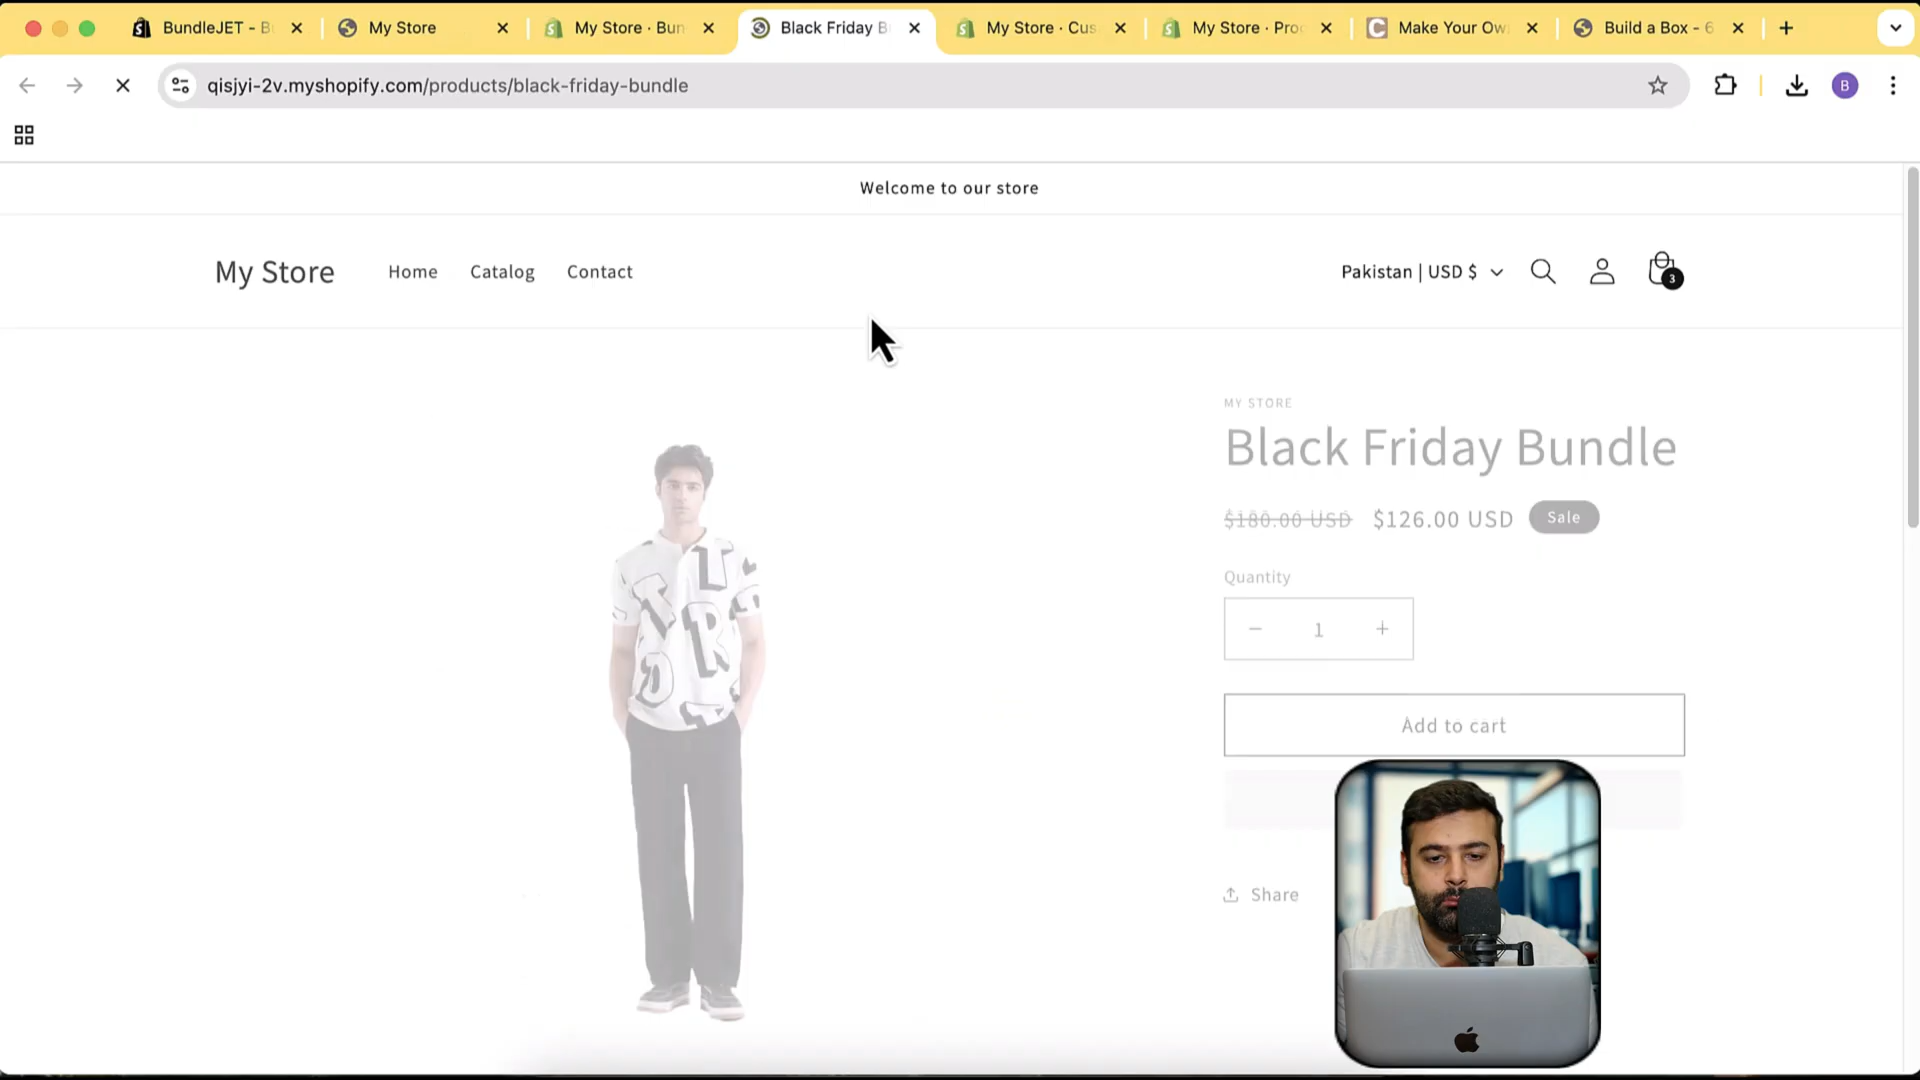 BundleJET - B
My Store
My Store · Bun
Black Friday B
My Store · Cus
My Store · Proc
Make Your Ow
Build a Box - 6
qisjyi-2v.myshopify.com/products/black-friday-bundle
B
Welcome to our store
My Store
Home
Catalog
Contact
Pakistan | USD $
3
MY STORE
Black Friday Bundle
$180.00 USD
$126.00 USD
Sale
Quantity
1
Add to cart
Share